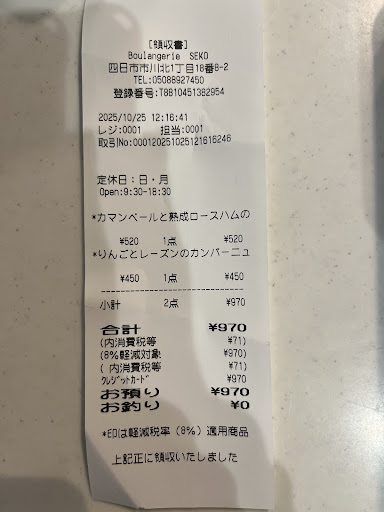 [領収書]
Boulangerie SEKO
四日市市川北1丁目18番8-2
TEL:05088927450
登録番号:T8810451382954
2025/10/25 12:16:41
レジ:0001 担当:0001
取引No:000120251025121616246
定休日:日・月
Open:9:30-18:30
*カマンベールと熟成ロースハムの
¥520 1点 ¥520
*りんごとレーズンのカンパーニュ
¥450 1点 ¥450
小計 2点 ¥970
合計 ¥970
(内消費税等 ¥71)
(8%軽減対象 ¥970)
( 内消費税等 ¥71)
クレジットカード ¥970
お預り ¥970
お釣り ¥0
*印は軽減税率(8%)適用商品
上記正に領収いたしました